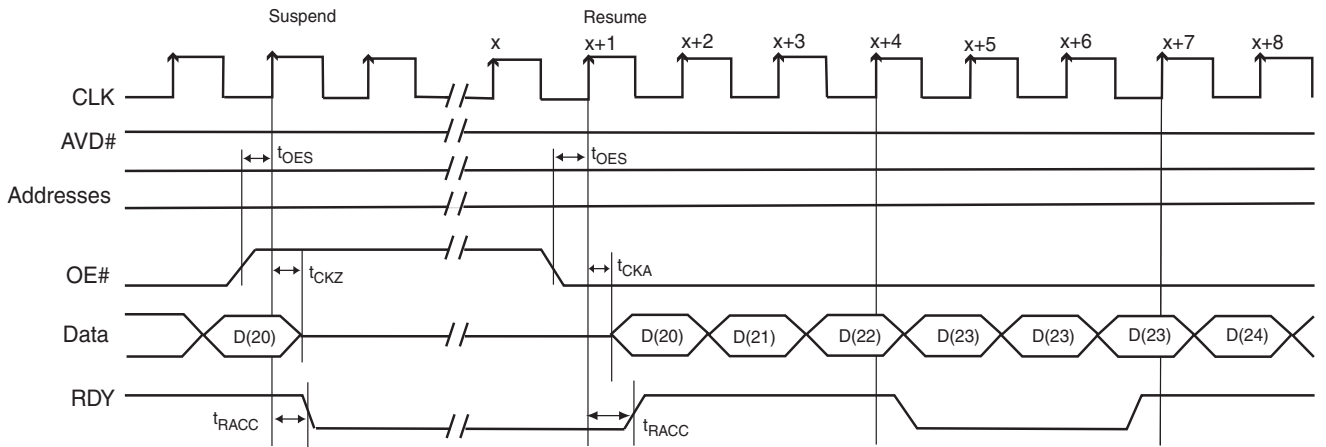 Suspend Resume
x x+1 x+2 x+3 x+4 x+5 x+6 x+7 x+8
CLK
AVD#
tOES tOES
Addresses
OE#
tCKZ tCKA
Data
D(20) D(20) D(21) D(22) D(23) D(23) D(23) D(24)
RDY
tRACC tRACC